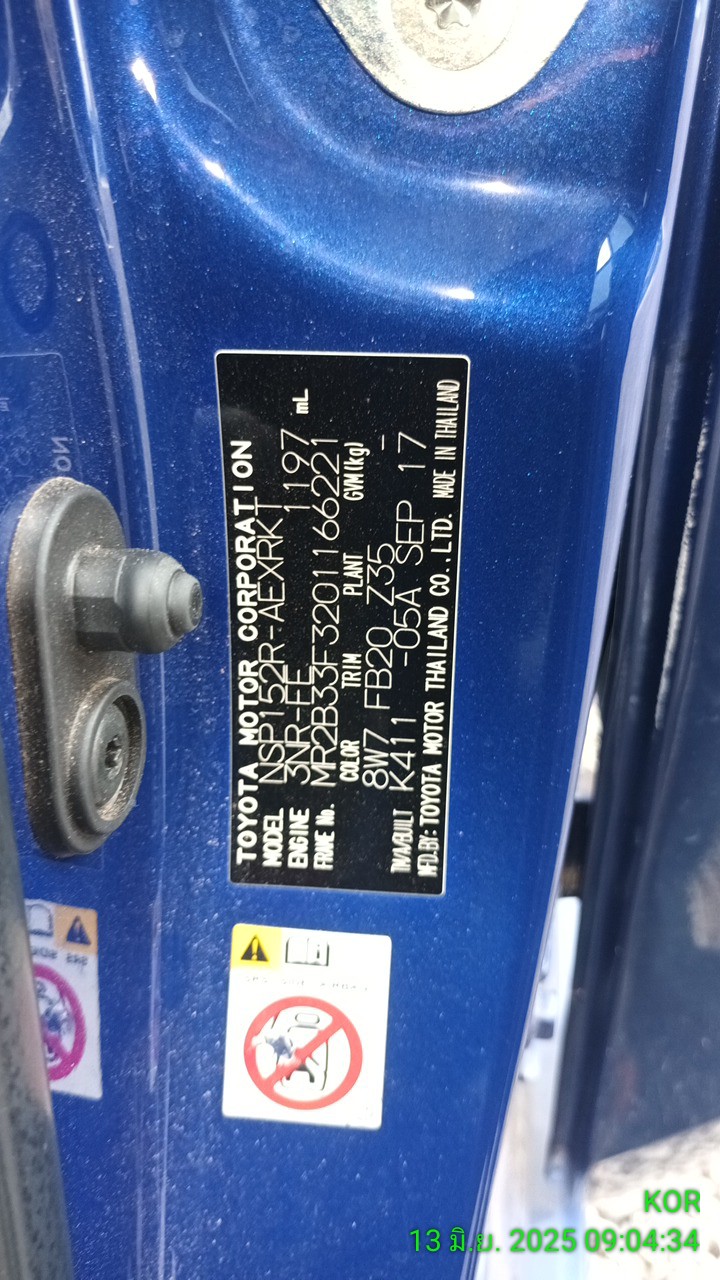 TOYOTA MOTOR CORPORATION
MODEL NSP152R-AEXRKT
ENGINE 3NR-EE 1197 mL
FRAME No. MR2B33F3201166221
COLOR TRIM PLANT GVM(kg)
8W7 FB20 Z35 -
TM/A/BUILT K411 -05A SEP 17
MFD.BY: TOYOTA MOTOR THAILAND CO.,LTD. MADE IN THAILAND
KOR
13 มิ.ย. 2025 09:04:34